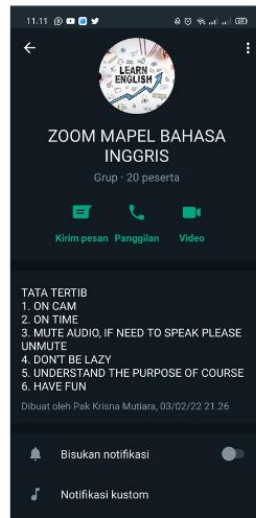 11.11
LEARN
ENGLISH
ZOOM MAPEL BAHASA
INGGRIS
Grup · 20 peserta
Kirim pesan Panggilan Video
TATA TERTIB
1. ON CAM
2. ON TIME
3. MUTE AUDIO, IF NEED TO SPEAK PLEASE
UNMUTE
4. DON'T BE LAZY
5. UNDERSTAND THE PURPOSE OF COURSE
6. HAVE FUN
Dibuat oleh Pak Krisna Mutiara, 03/02/22 21.26
Bisukan notifikasi
Notifikasi kustom